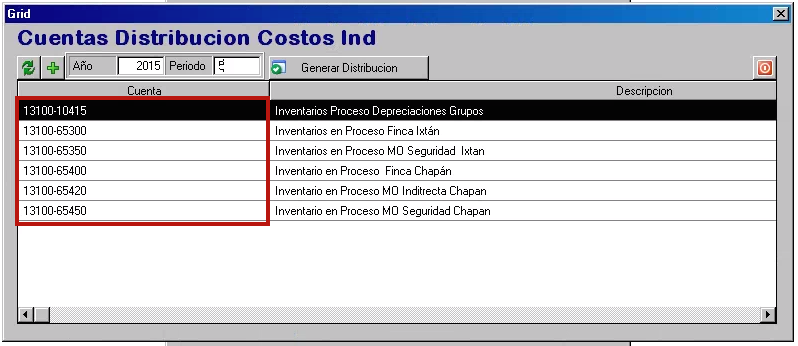 Grid
Cuentas Distribucion Costos Ind
Año 2015 Periodo Generar Distribucion
Cuenta Descripcion
13100-10415 Inventarios Proceso Depreciaciones Grupos
13100-65300 Inventarios en Proceso Finca Ixtán
13100-65350 Inventarios en Proceso MO Seguridad Ixtan
13100-65400 Inventario en Proceso Finca Chapán
13100-65420 Inventario en Proceso MO Inditrecta Chapan
13100-65450 Inventario en Proceso MO Seguridad Chapan